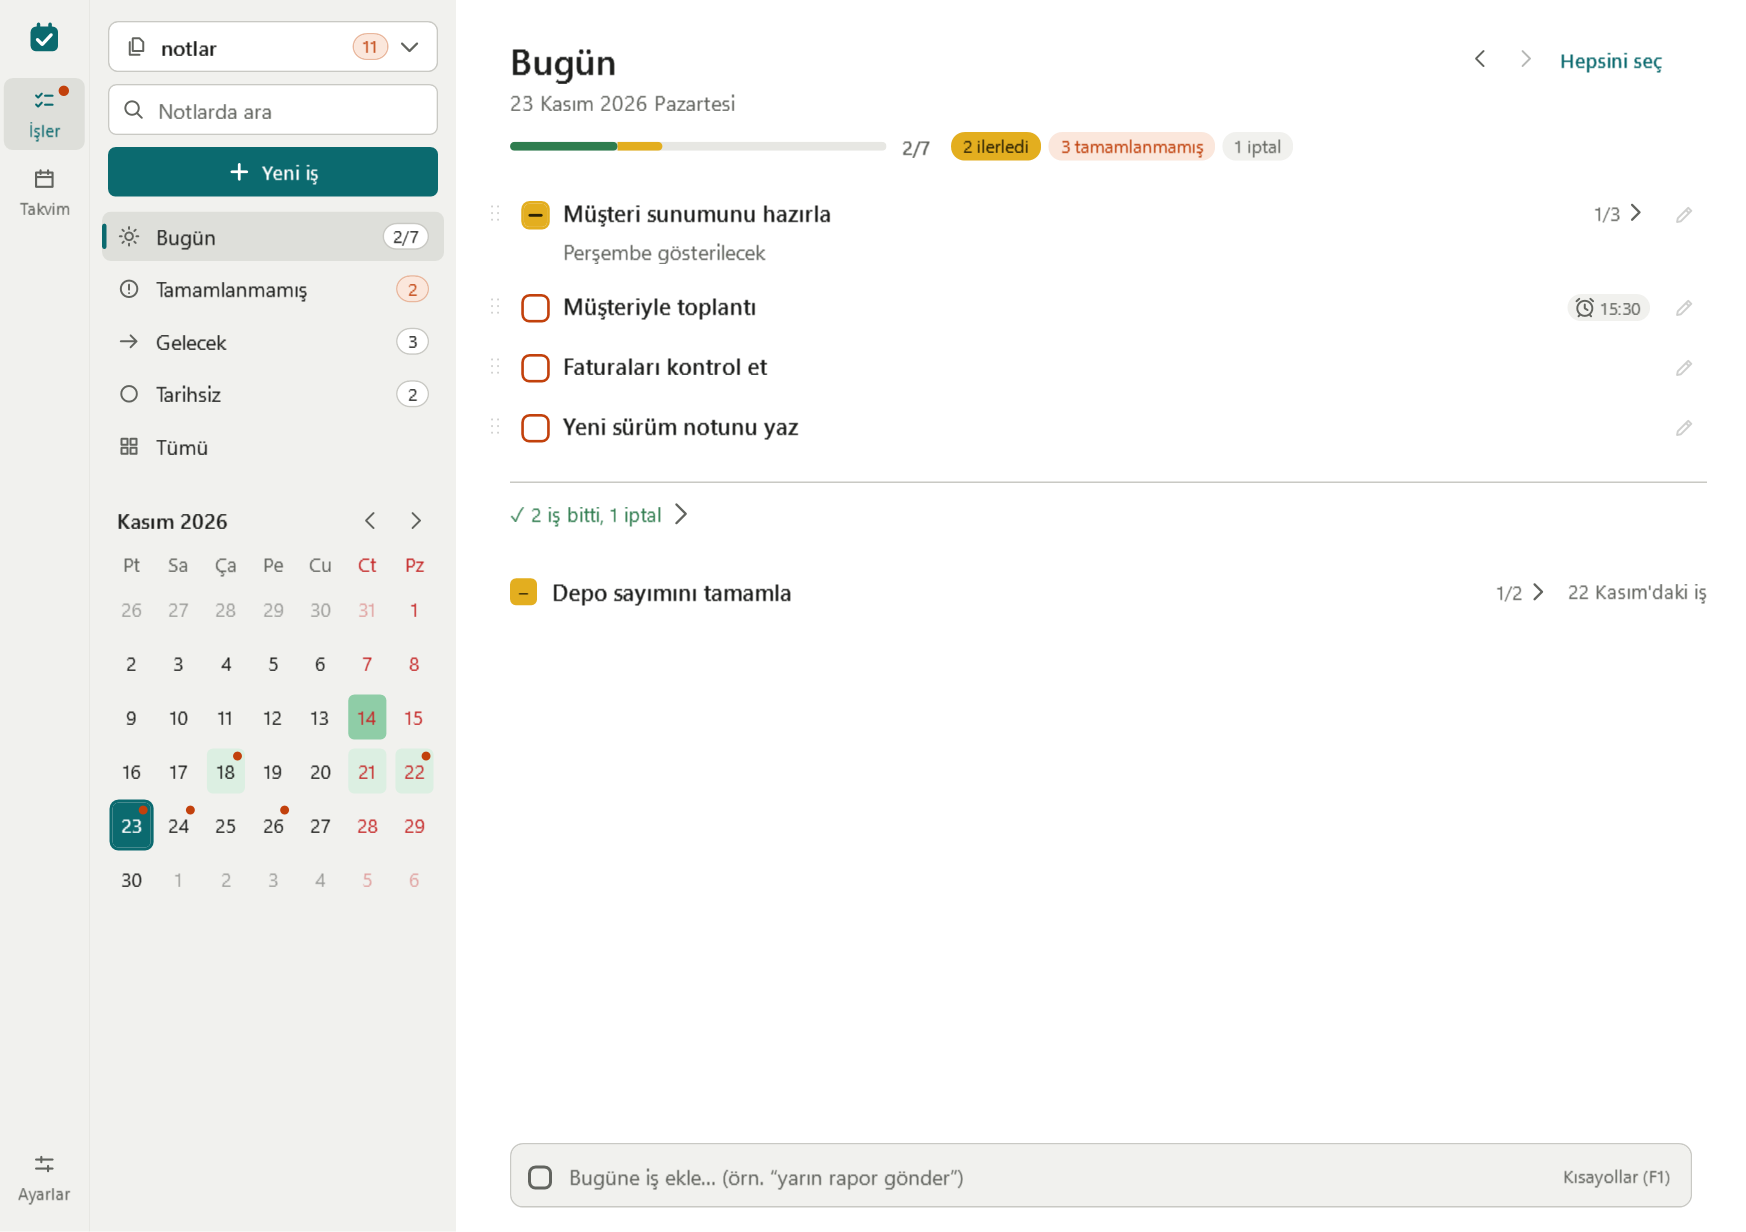 İşler
Takvim
Ayarlar
notlar 11
Notlarda ara
+ Yeni iş
Bugün 2/7
Tamamlanmamış 2
Gelecek 3
Tarihsiz 2
Tümü
Kasım 2026
Pt Sa Ça Pe Cu Ct Pz
26 27 28 29 30 31 1
2 3 4 5 6 7 8
9 10 11 12 13 14 15
16 17 18 19 20 21 22
23 24 25 26 27 28 29
30 1 2 3 4 5 6
Bugün
Hepsini seç
23 Kasım 2026 Pazartesi
2/7 2 ilerledi 3 tamamlanmamış 1 iptal
Müşteri sunumunu hazırla 1/3
Perşembe gösterilecek
Müşteriyle toplantı 15:30
Faturaları kontrol et
Yeni sürüm notunu yaz
✓ 2 iş bitti, 1 iptal
Depo sayımını tamamla 1/2 22 Kasım'daki iş
Bugüne iş ekle... (örn. “yarın rapor gönder”) Kısayollar (F1)